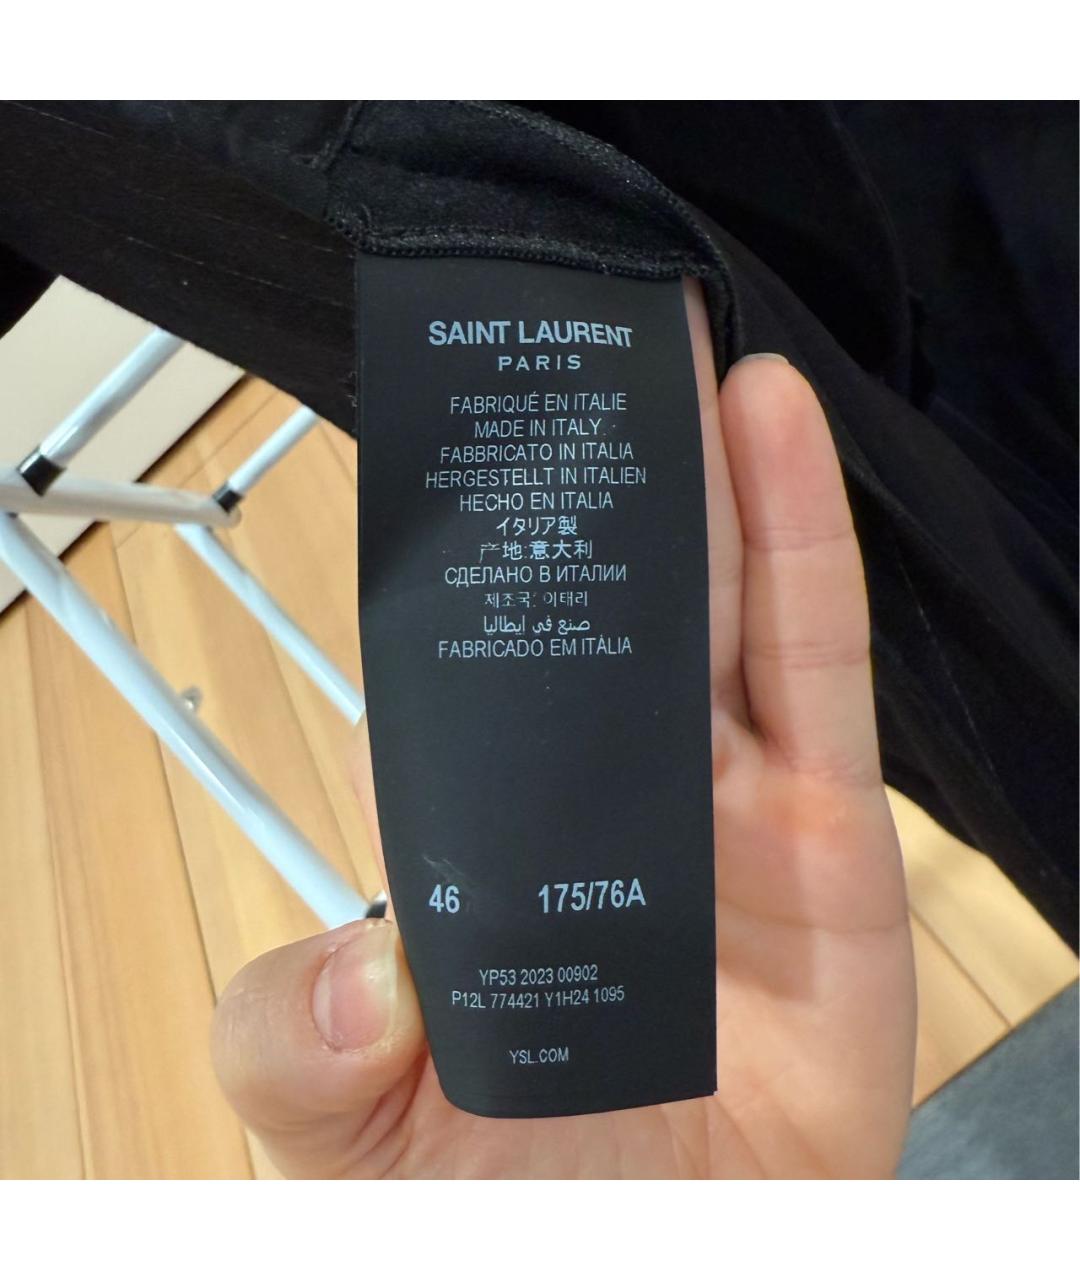 SAINT LAURENT
PARIS
FABRIQUÉ EN ITALIE
MADE IN ITALY
FABBRICATO IN ITALIA
HERGESTELLT IN ITALIEN
HECHO EN ITALIA
イタリア製
产地:意大利
СДЕЛАНО В ИТАЛИИ
제조국: 이태리
صنع في إيطاليا
FABRICADO EM ITÁLIA
46 175/76A
YP53 2023 00902
P12L 774421 Y1H24 1095
YSL.COM